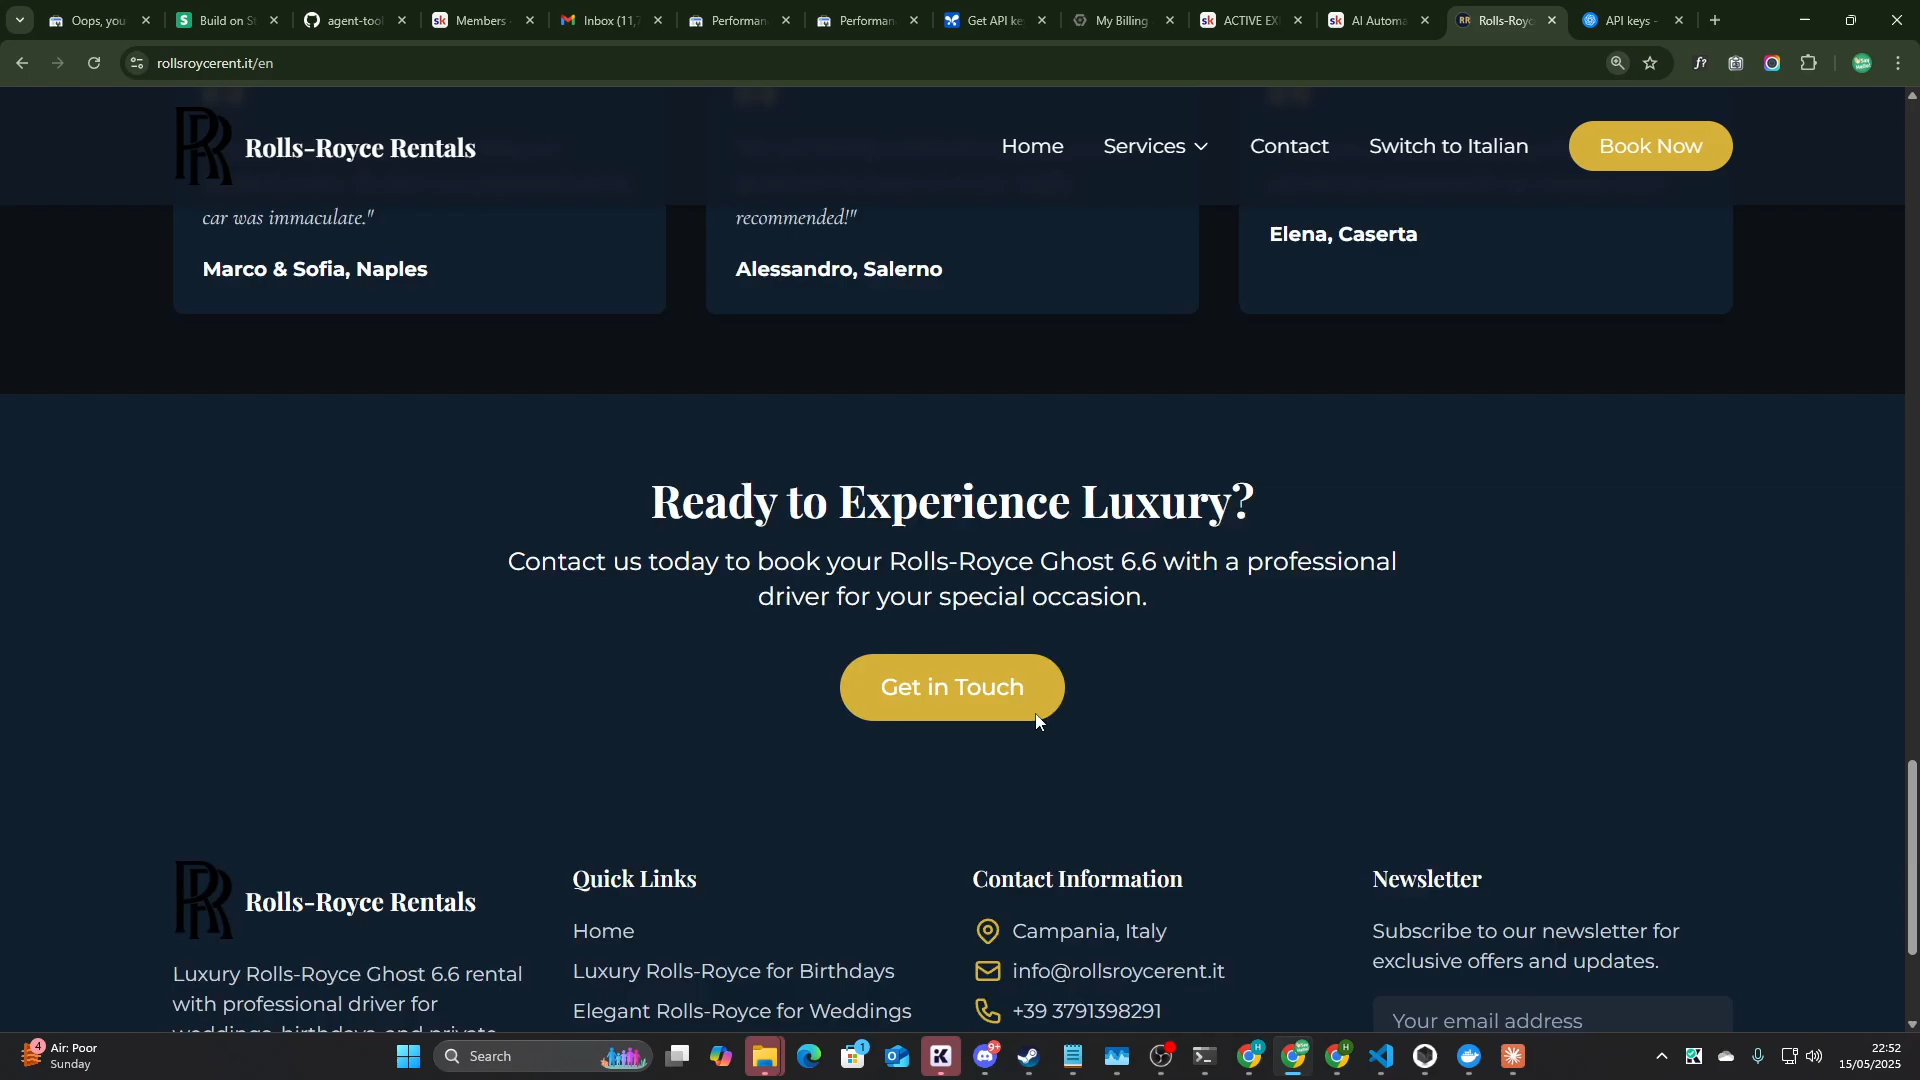 Oops, you
Build on S
agent-tool
Members
Inbox (11,
Performan
Performan
Get API ke
My Billing
ACTIVE EX
AI Automa
Rolls-Royc
API keys -
rollsroycerent.it/en
Rolls-Royce Rentals
Home
Services
Contact
Switch to Italian
Book Now
car was immaculate."
Marco & Sofia, Naples
recommended!"
Alessandro, Salerno
Elena, Caserta
Ready to Experience Luxury?
Contact us today to book your Rolls-Royce Ghost 6.6 with a professional
driver for your special occasion.
Get in Touch
Rolls-Royce Rentals
Luxury Rolls-Royce Ghost 6.6 rental
with professional driver for
weddings, birthdays, and private
Quick Links
Home
Luxury Rolls-Royce for Birthdays
Elegant Rolls-Royce for Weddings
Contact Information
Campania, Italy
info@rollsroycerent.it
+39 3791398291
Newsletter
Subscribe to our newsletter for
exclusive offers and updates.
Your email address
Air: Poor
Sunday
Search
22:52
15/05/2025